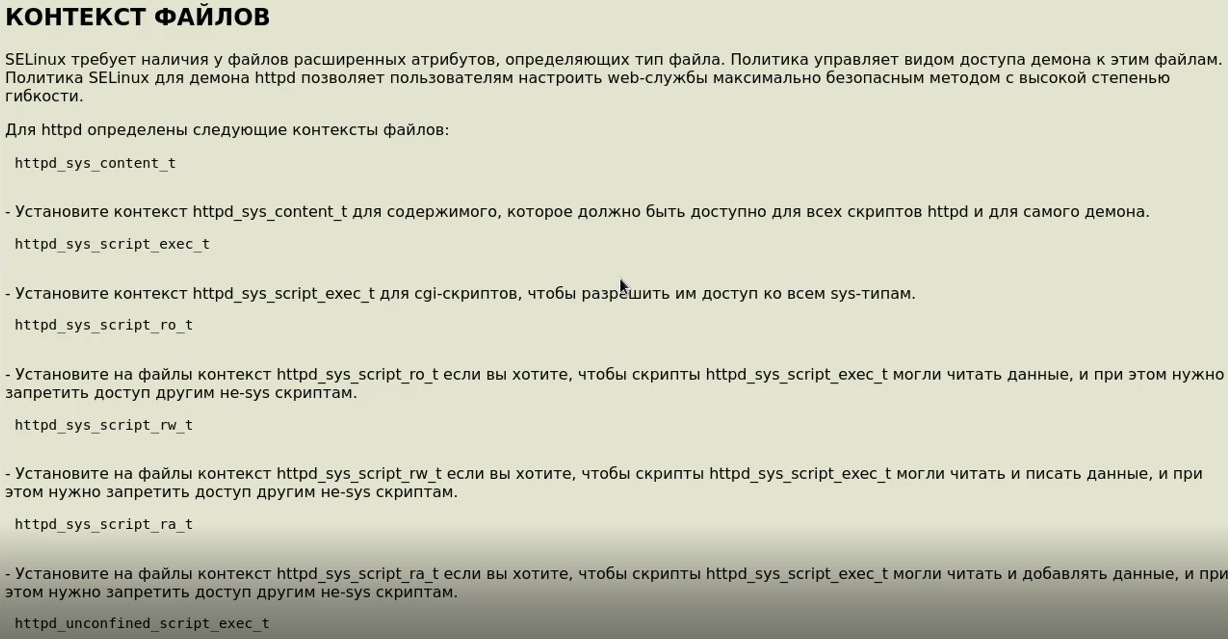 КОНТЕКСТ ФАЙЛОВ
SELinux требует наличия у файлов расширенных атрибутов, определяющих тип файла. Политика управляет видом доступа демона к этим файлам.
Политика SELinux для демона httpd позволяет пользователям настроить web-службы максимально безопасным методом с высокой степенью
гибкости.
Для httpd определены следующие контексты файлов:
httpd_sys_content_t
- Установите контекст httpd_sys_content_t для содержимого, которое должно быть доступно для всех скриптов httpd и для самого демона.
httpd_sys_script_exec_t
- Установите контекст httpd_sys_script_exec_t для cgi-скриптов, чтобы разрешить им доступ ко всем sys-типам.
httpd_sys_script_ro_t
- Установите на файлы контекст httpd_sys_script_ro_t если вы хотите, чтобы скрипты httpd_sys_script_exec_t могли читать данные, и при этом нужно
запретить доступ другим не-sys скриптам.
httpd_sys_script_rw_t
- Установите на файлы контекст httpd_sys_script_rw_t если вы хотите, чтобы скрипты httpd_sys_script_exec_t могли читать и писать данные, и при
этом нужно запретить доступ другим не-sys скриптам.
httpd_sys_script_ra_t
- Установите на файлы контекст httpd_sys_script_ra_t если вы хотите, чтобы скрипты httpd_sys_script_exec_t могли читать и добавлять данные, и при
этом нужно запретить доступ другим не-sys скриптам.
httpd_unconfined_script_exec_t